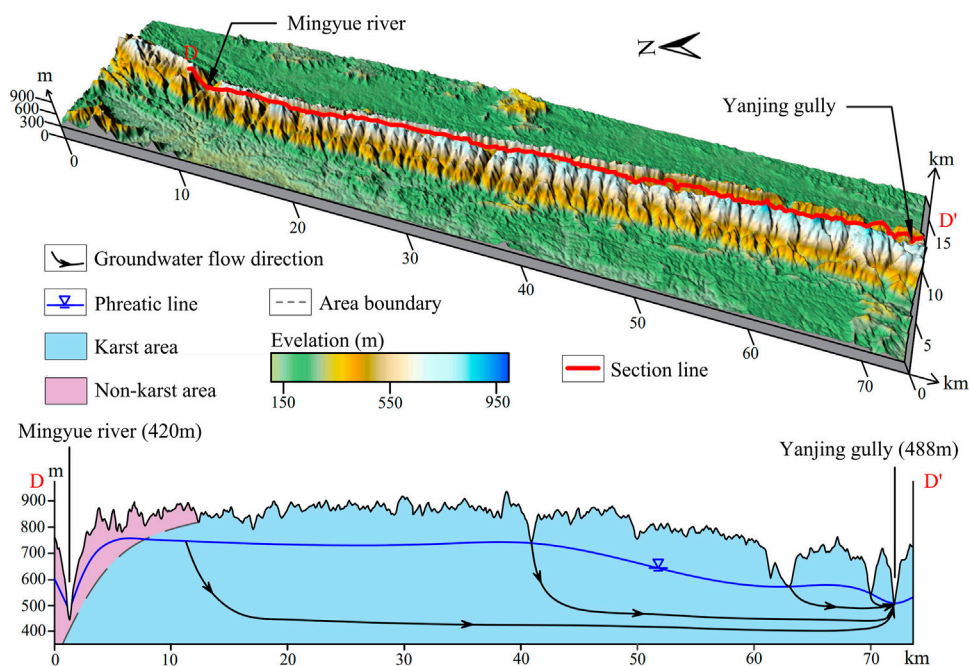 Mingyue river
D
N
m
900
600
300
0
Yanjing gully
km
D'
15
10
5
0
km
0
10
20
30
40
50
60
70
Groundwater flow direction
Phreatic line
Area boundary
Karst area
Evelation (m)
150 550 950
Non-karst area
Section line
Mingyue river (420m)
Yanjing gully (488m)
D m
D'
900
800
700
600
500
400
0 10 20 30 40 50 60 70 km